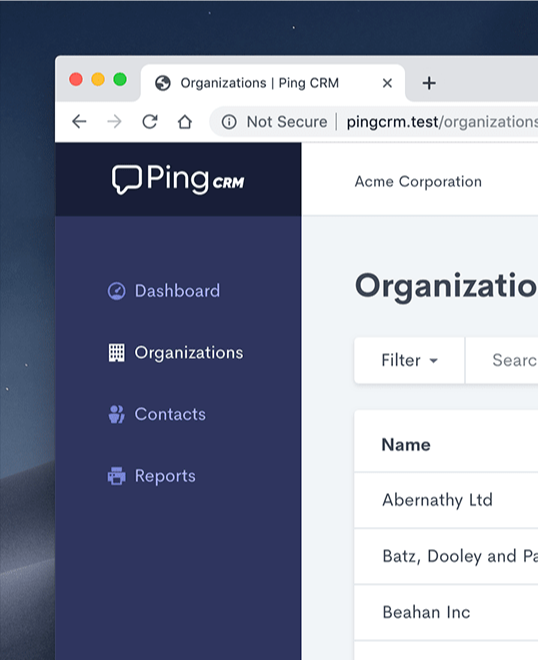 Organizations | Ping CRM
Not Secure | pingcrm.test/organizations
Ping CRM
Acme Corporation
Dashboard
Organizations
Contacts
Reports
Organizatio
Filter
Searc
Name
Abernathy Ltd
Batz, Dooley and Pa
Beahan Inc